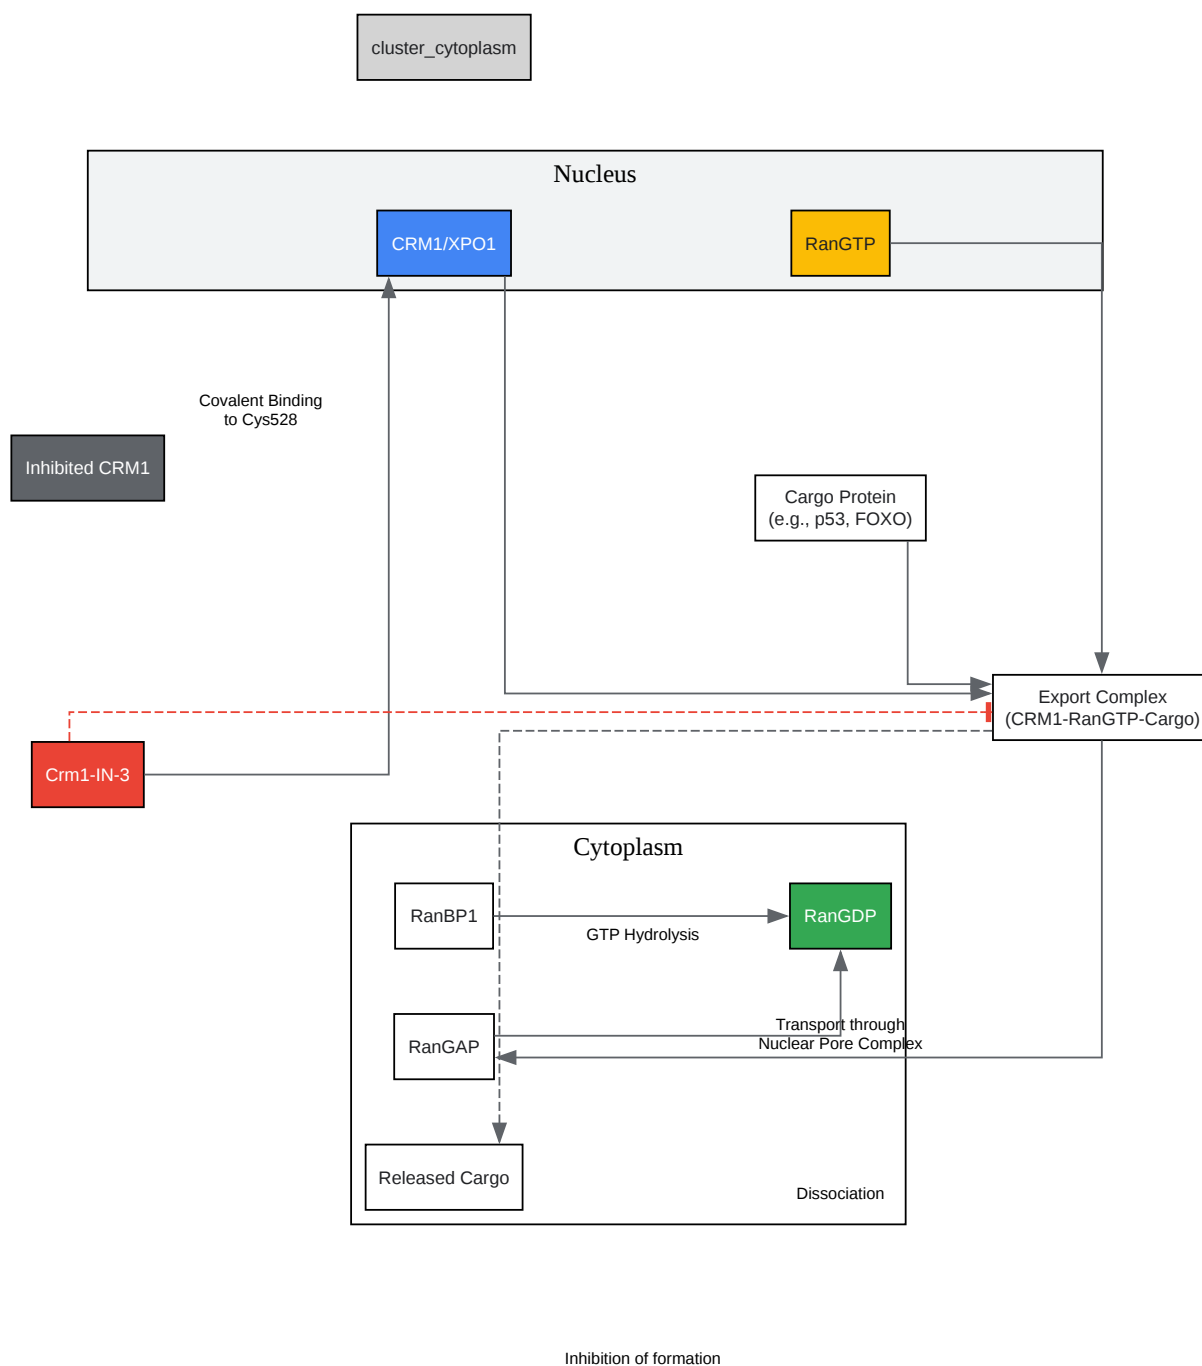 cluster_cytoplasm
Nucleus
CRM1/XPO1
RanGTP
Covalent Binding
to Cys528
Inhibited CRM1
Cargo Protein
(e.g., p53, FOXO)
Export Complex
(CRM1-RanGTP-Cargo)
Crm1-IN-3
Cytoplasm
RanBP1
RanGDP
GTP Hydrolysis
Transport through
Nuclear Pore Complex
RanGAP
Released Cargo
Dissociation
Inhibition of formation